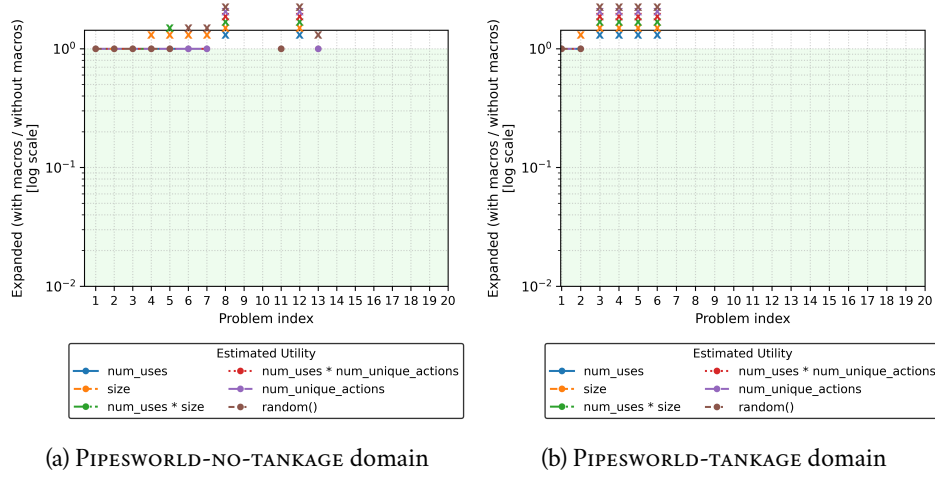 Expanded (with macros / without macros)
[log scale]
10⁰
10⁻¹
10⁻²
1 2 3 4 5 6 7 8 9 10 11 12 13 14 15 16 17 18 19 20
Problem index
Estimated Utility
num_uses
size
num_uses * size
num_uses * num_unique_actions
num_unique_actions
random()
(a) PIPESWORLD-NO-TANKAGE domain
Expanded (with macros / without macros)
[log scale]
10⁰
10⁻¹
10⁻²
1 2 3 4 5 6 7 8 9 10 11 12 13 14 15 16 17 18 19 20
Problem index
Estimated Utility
num_uses
size
num_uses * size
num_uses * num_unique_actions
num_unique_actions
random()
(b) PIPESWORLD-TANKAGE domain